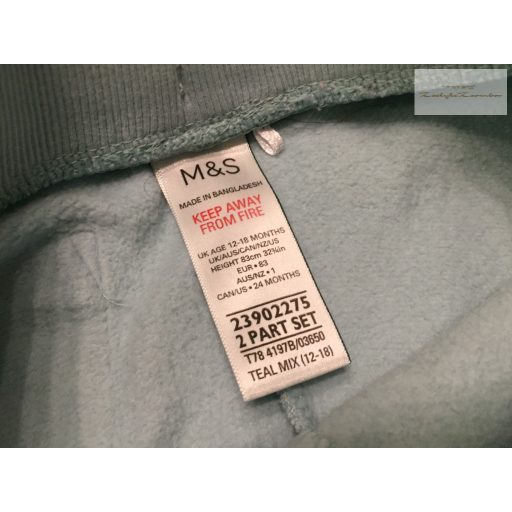 M&S
MADE IN BANGLADESH
KEEP AWAY
FROM FIRE
UK AGE 12-18 MONTHS
UK/AUS/CAN/NZ/US
HEIGHT 83cm 32¾in
EUR • 83
AUS/NZ • 1
CAN/US • 24 MONTHS
23902275
2 PART SET
T78 4197B/03650
TEAL MIX (12-18)